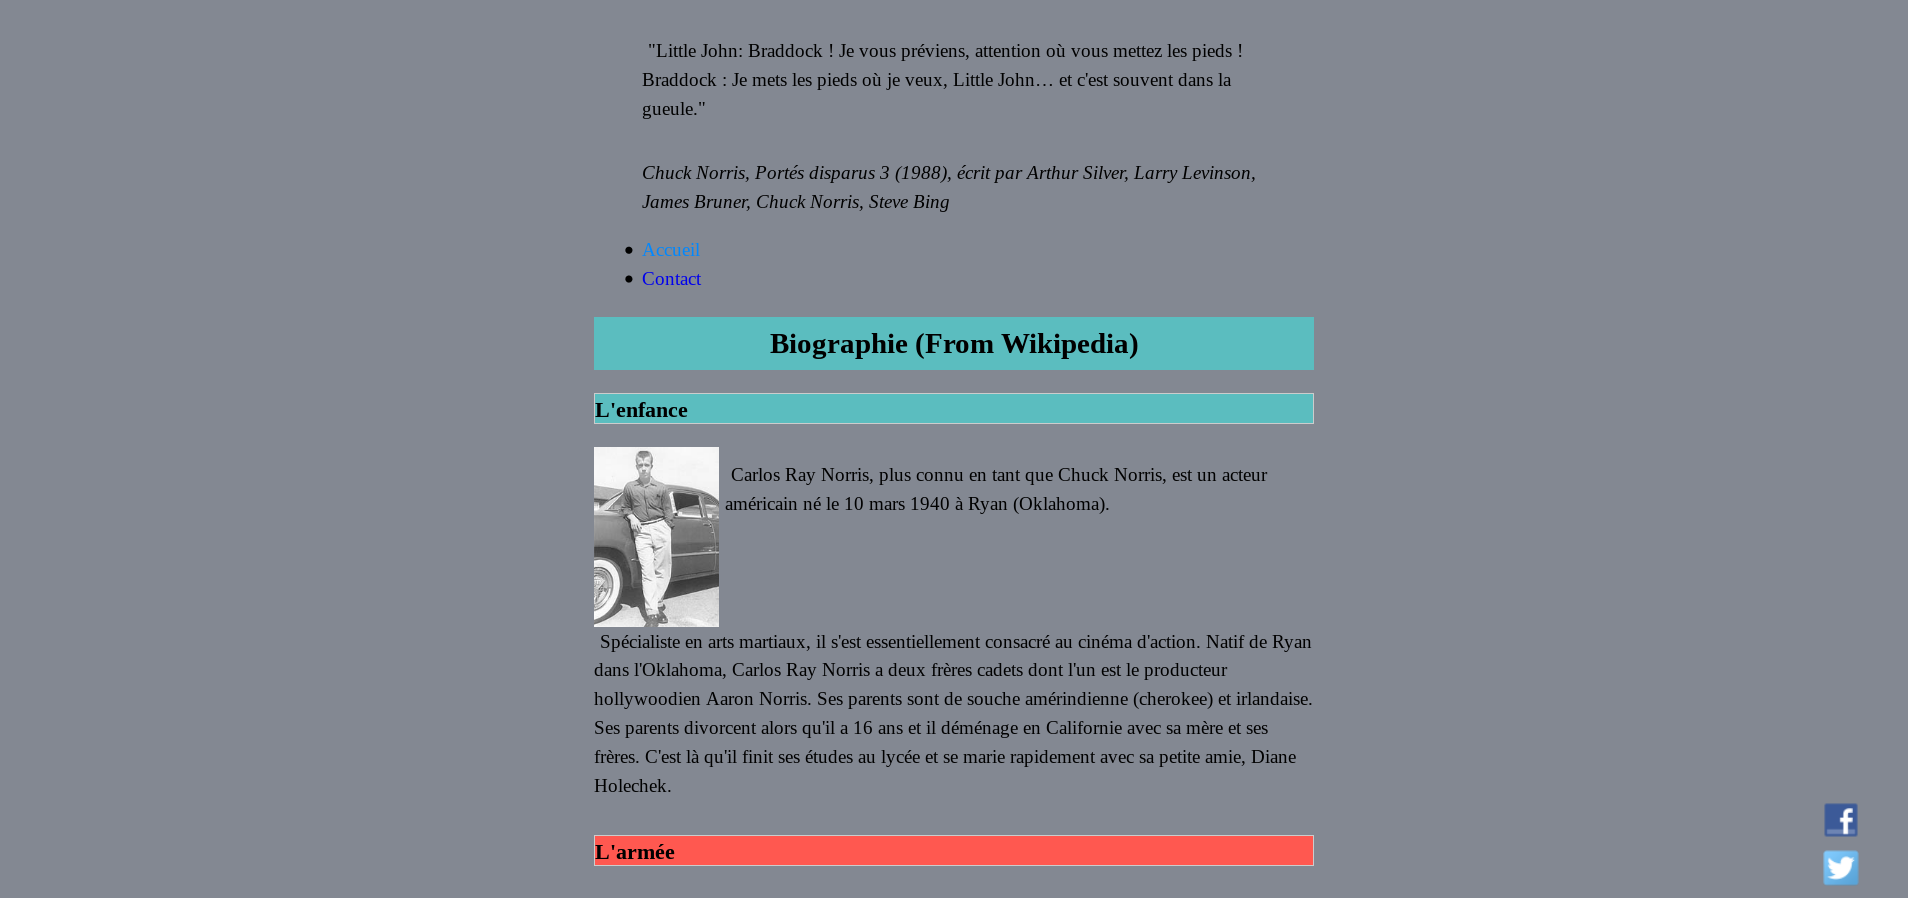 "Little John: Braddock ! Je vous préviens, attention où vous mettez les pieds !
Braddock : Je mets les pieds où je veux, Little John… et c'est souvent dans la
gueule."
Chuck Norris, Portés disparus 3 (1988), écrit par Arthur Silver, Larry Levinson,
James Bruner, Chuck Norris, Steve Bing
• Accueil
• Contact
Biographie (From Wikipedia)
L'enfance
Carlos Ray Norris, plus connu en tant que Chuck Norris, est un acteur
américain né le 10 mars 1940 à Ryan (Oklahoma).
Spécialiste en arts martiaux, il s'est essentiellement consacré au cinéma d'action. Natif de Ryan
dans l'Oklahoma, Carlos Ray Norris a deux frères cadets dont l'un est le producteur
hollywoodien Aaron Norris. Ses parents sont de souche amérindienne (cherokee) et irlandaise.
Ses parents divorcent alors qu'il a 16 ans et il déménage en Californie avec sa mère et ses
frères. C'est là qu'il finit ses études au lycée et se marie rapidement avec sa petite amie, Diane
Holechek.
L'armée